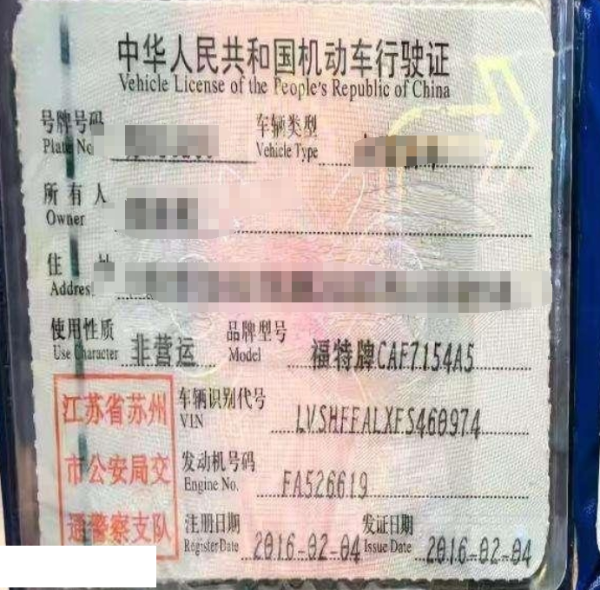 中华人民共和国机动车行驶证
Vehicle License of the People's Republic of China
号牌号码 车辆类型
Plate No Vehicle Type
所有人
Owner
住 址
Address
使用性质 非营运 品牌型号 福特牌CAF7154A5
Use Character Model
江苏省苏州
市公安局交
通警察支队
车辆识别代号 LVSHFFALXFS460974
VIN
发动机号码 FA526619
Engine No.
注册日期 2016-02-04 发证日期 2016-02-04
Register Date Issue Date